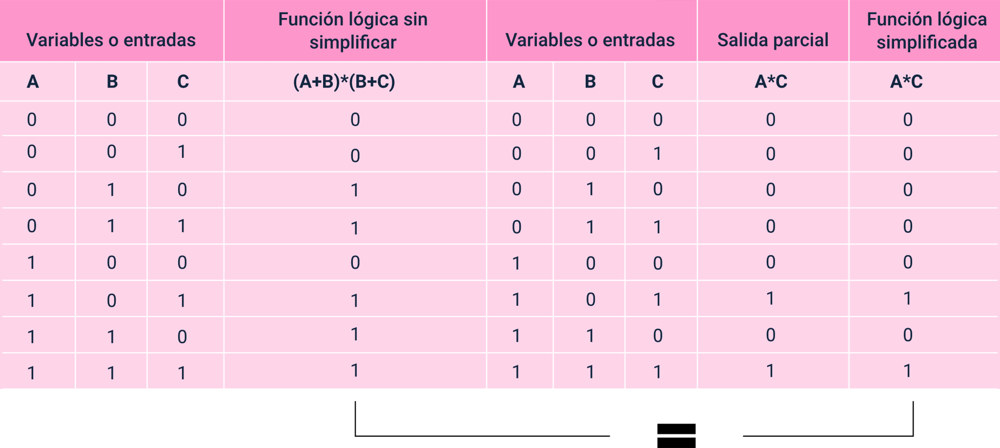 Variables o entradas
Función lógica sin
simplificar
Variables o entradas
Salida parcial
Función lógica
simplificada
A B C (A+B)*(B+C) A B C A*C A*C
0 0 0 0 0 0 0 0 0
0 0 1 0 0 0 1 0 0
0 1 0 1 0 1 0 0 0
0 1 1 1 0 1 1 0 0
1 0 0 0 1 0 0 0 0
1 0 1 1 1 0 1 1 1
1 1 0 1 1 1 0 0 0
1 1 1 1 1 1 1 1 1
=